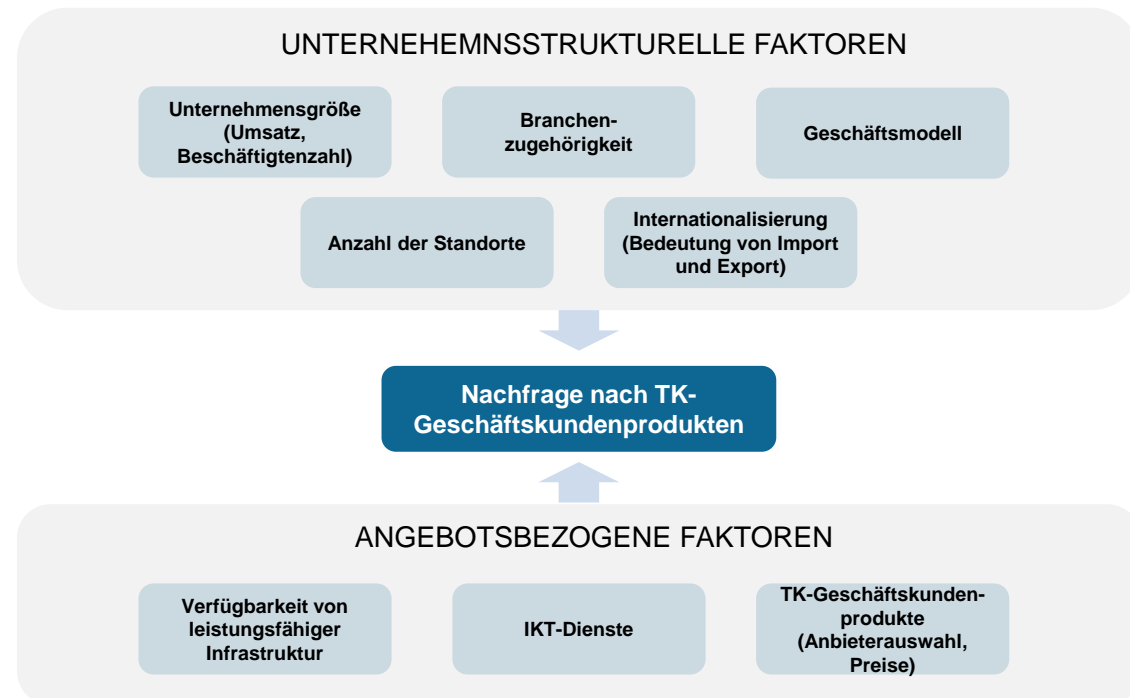 UNTERNEHEMNSSTRUKTURELLE FAKTOREN
Unternehmensgröße
(Umsatz,
Beschäftigtenzahl)
Branchen-
zugehörigkeit
Geschäftsmodell
Anzahl der Standorte
Internationalisierung
(Bedeutung von Import
und Export)
Nachfrage nach TK-
Geschäftskundenprodukten
ANGEBOTSBEZOGENE FAKTOREN
Verfügbarkeit von
leistungsfähiger
Infrastruktur
IKT-Dienste
TK-Geschäftskunden-
produkte
(Anbieterauswahl,
Preise)